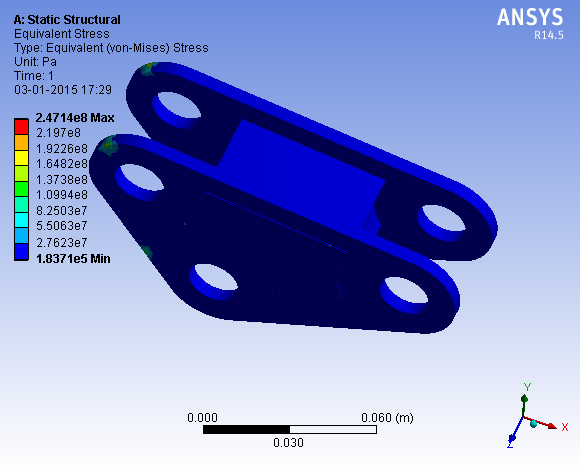 A: Static Structural
Equivalent Stress
Type: Equivalent (von-Mises) Stress
Unit: Pa
Time: 1
03-01-2015 17:29
ANSYS
R14.5
2.4714e8 Max
2.197e8
1.9226e8
1.6482e8
1.3738e8
1.0994e8
8.2503e7
5.5063e7
2.7623e7
1.8371e5 Min
0.000
0.060 (m)
0.030
Y
X
Z